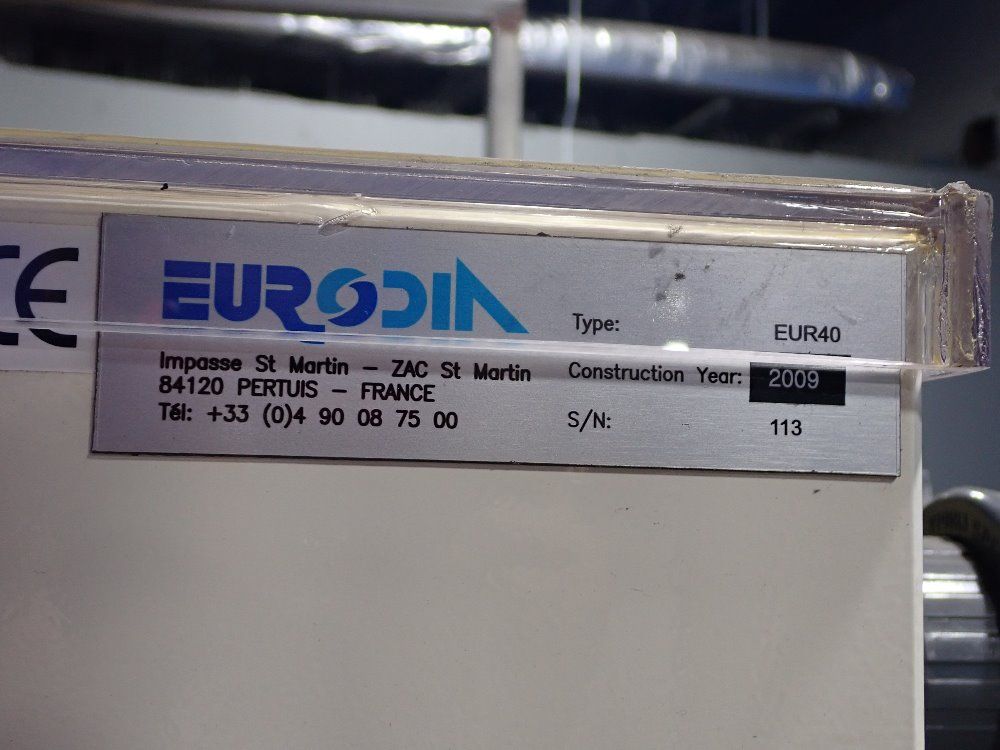 CE
EURODIA
Impasse St Martin – ZAC St Martin
84120 PERTUIS – FRANCE
Tél: +33 (0)4 90 08 75 00
Type: EUR40
Construction Year: 2009
S/N: 113